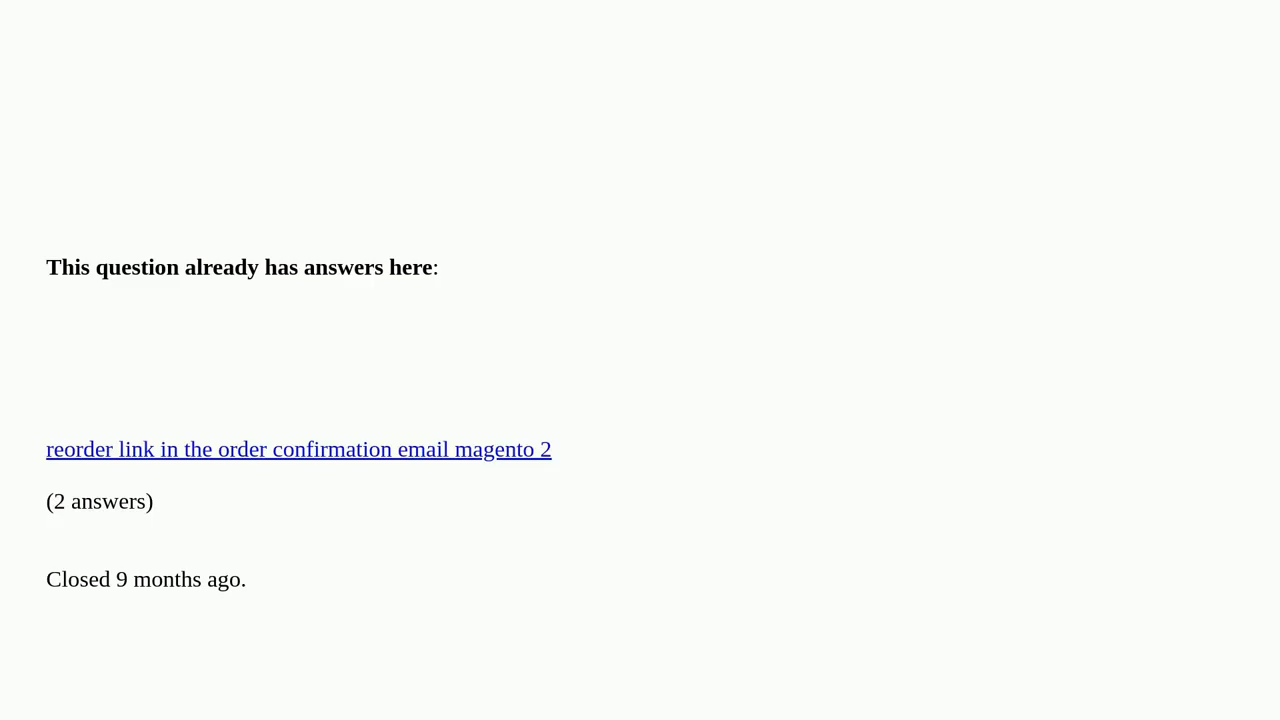 This question already has answers here:
reorder link in the order confirmation email magento 2
(2 answers)
Closed 9 months ago.